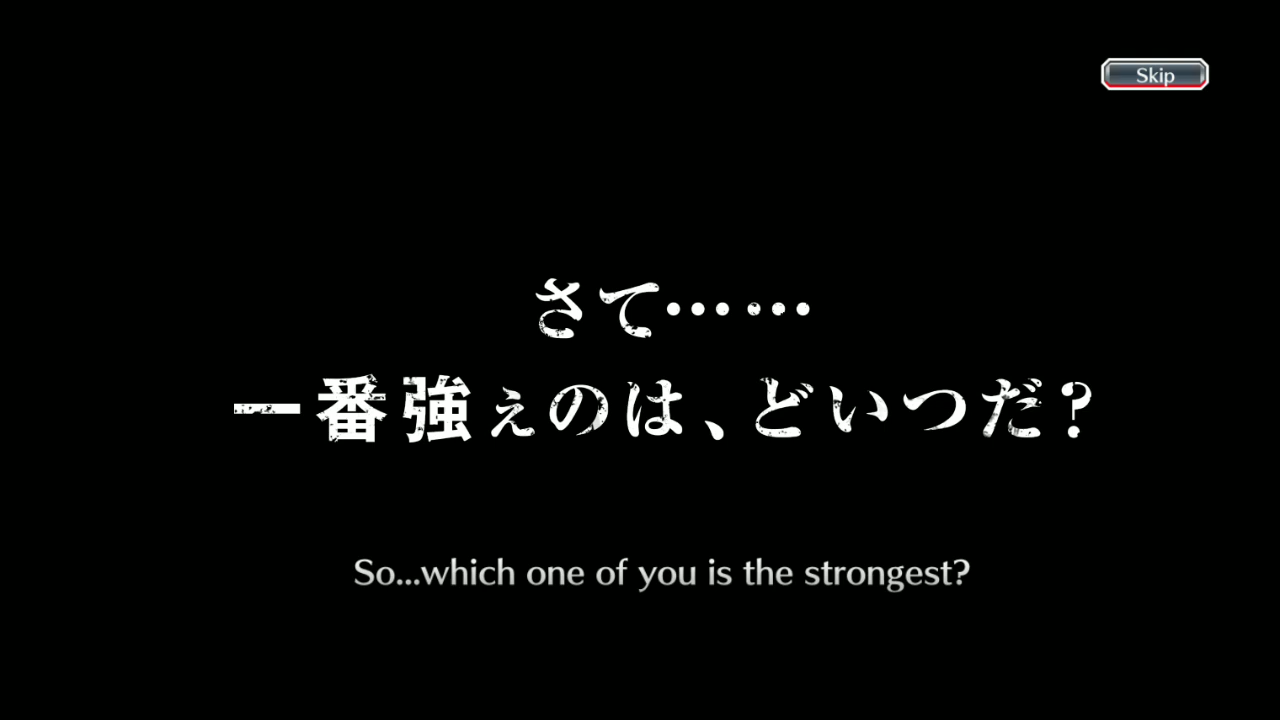 Skip
さて……
一番強ぇのは、どいつだ?
So...which one of you is the strongest?